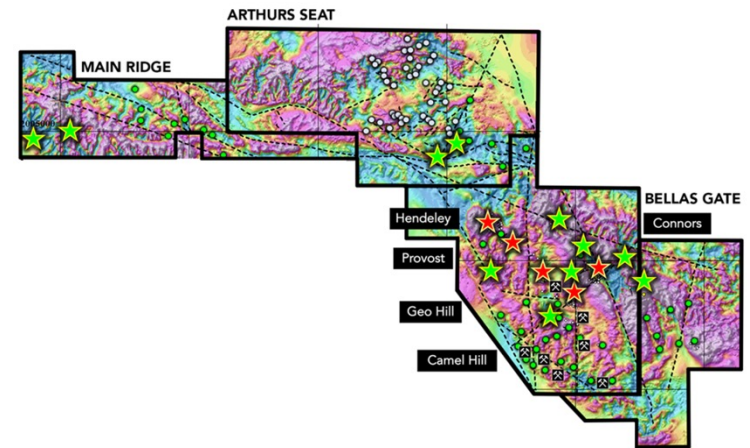 ARTHURS SEAT
MAIN RIDGE
BELLAS GATE
Hendeley
Connors
Provost
Geo Hill
Camel Hill